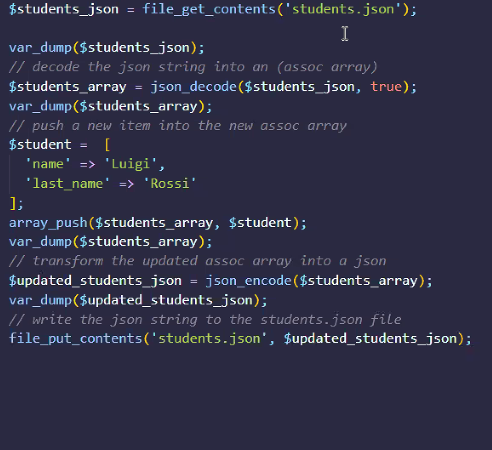 $students_json = file_get_contents('students.json');
var_dump($students_json);
// decode the json string into an (assoc array)
$students_array = json_decode($students_json, true);
var_dump($students_array);
// push a new item into the new assoc array
$student =  [
  'name' => 'Luigi',
  'last_name' => 'Rossi'
];
array_push($students_array, $student);
var_dump($students_array);
// transform the updated assoc array into a json
$updated_students_json = json_encode($students_array);
var_dump($updated_students_json);
// write the json string to the students.json file
file_put_contents('students.json', $updated_students_json);